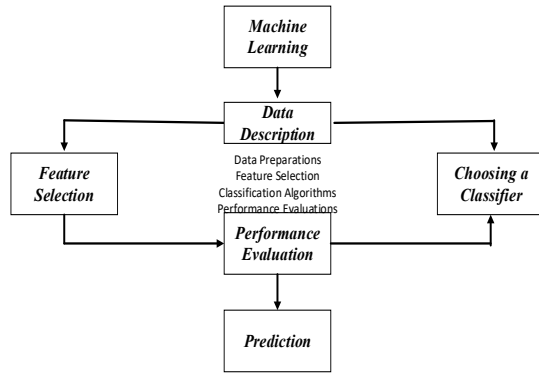 Machine
Learning
Data
Description
Feature
Selection
Data Preparations
Feature Selection
Classification Algorithms
Performance Evaluations
Choosing a
Classifier
Performance
Evaluation
Prediction